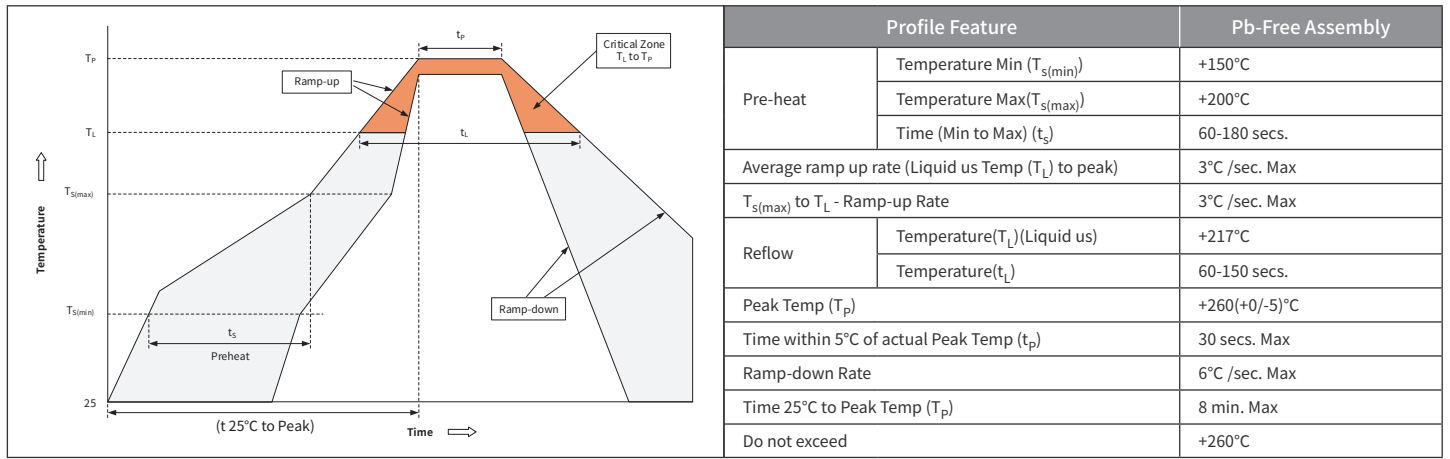 tP
Critical Zone
TL to TP
TP
Ramp-up
TL
tL
TS(max)
Temperature
Ramp-down
TS(min)
tS
Preheat
25
(t 25°C to Peak)
Time
Profile Feature Pb-Free Assembly
Pre-heat
Temperature Min (Ts(min)) +150°C
Temperature Max(Ts(max)) +200°C
Time (Min to Max) (ts) 60-180 secs.
Average ramp up rate (Liquid us Temp (TL) to peak) 3°C /sec. Max
Ts(max) to TL - Ramp-up Rate 3°C /sec. Max
Reflow
Temperature(TL)(Liquid us) +217°C
Temperature(tL) 60-150 secs.
Peak Temp (TP) +260(+0/-5)°C
Time within 5°C of actual Peak Temp (tP) 30 secs. Max
Ramp-down Rate 6°C /sec. Max
Time 25°C to Peak Temp (TP) 8 min. Max
Do not exceed +260°C